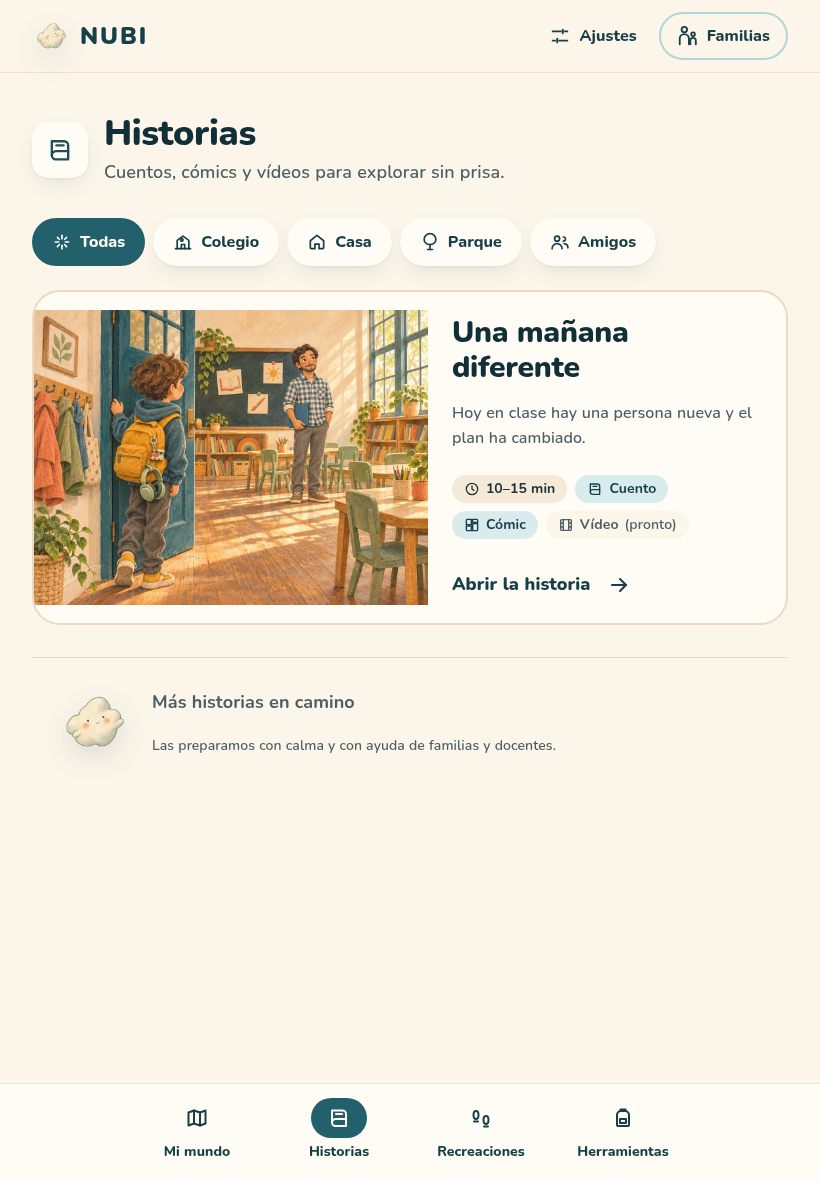 NUBI
Ajustes
Familias
Historias
Cuentos, cómics y vídeos para explorar sin prisa.
Todas
Colegio
Casa
Parque
Amigos
Una mañana
diferente
Hoy en clase hay una persona nueva y el
plan ha cambiado.
10–15 min
Cuento
Cómic
Vídeo (pronto)
Abrir la historia
Más historias en camino
Las preparamos con calma y con ayuda de familias y docentes.
Mi mundo
Historias
Recreaciones
Herramientas